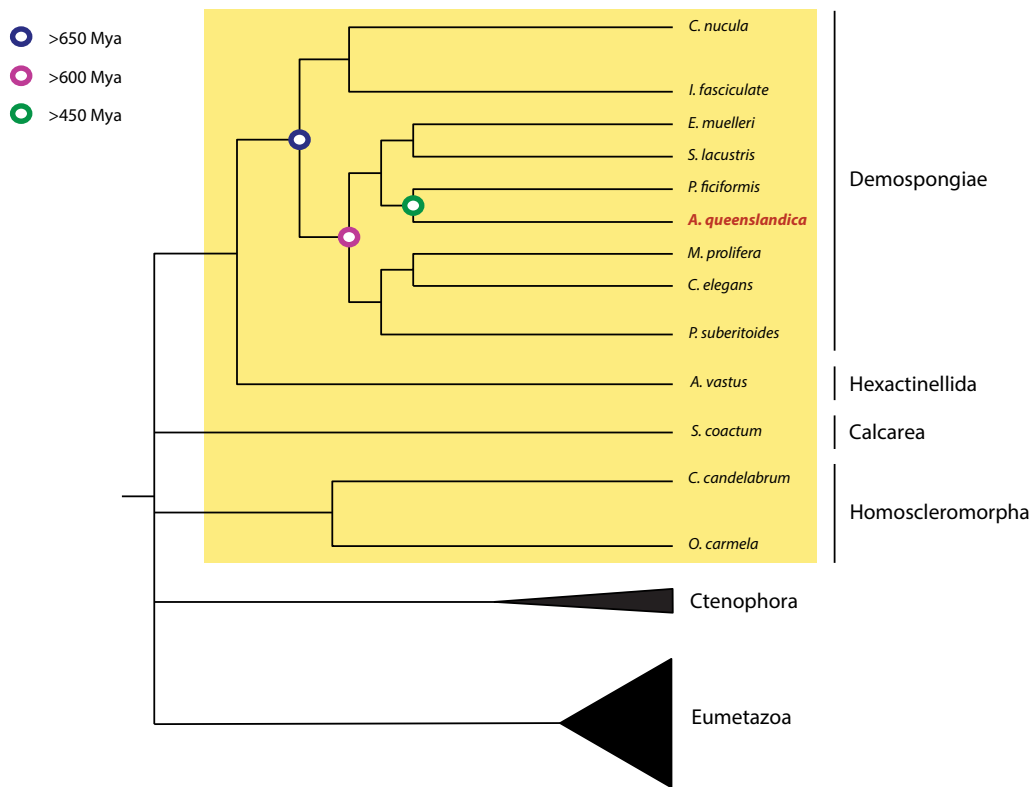 >650 Mya
>600 Mya
>450 Mya
C. nucula
I. fasciculate
E. muelleri
S. lacustris
P. ficiformis
A. queenslandica
M. prolifera
C. elegans
P. suberitoides
A. vastus
S. coactum
C. candelabrum
O. carmela
Demospongiae
Hexactinellida
Calcarea
Homoscleromorpha
Ctenophora
Eumetazoa